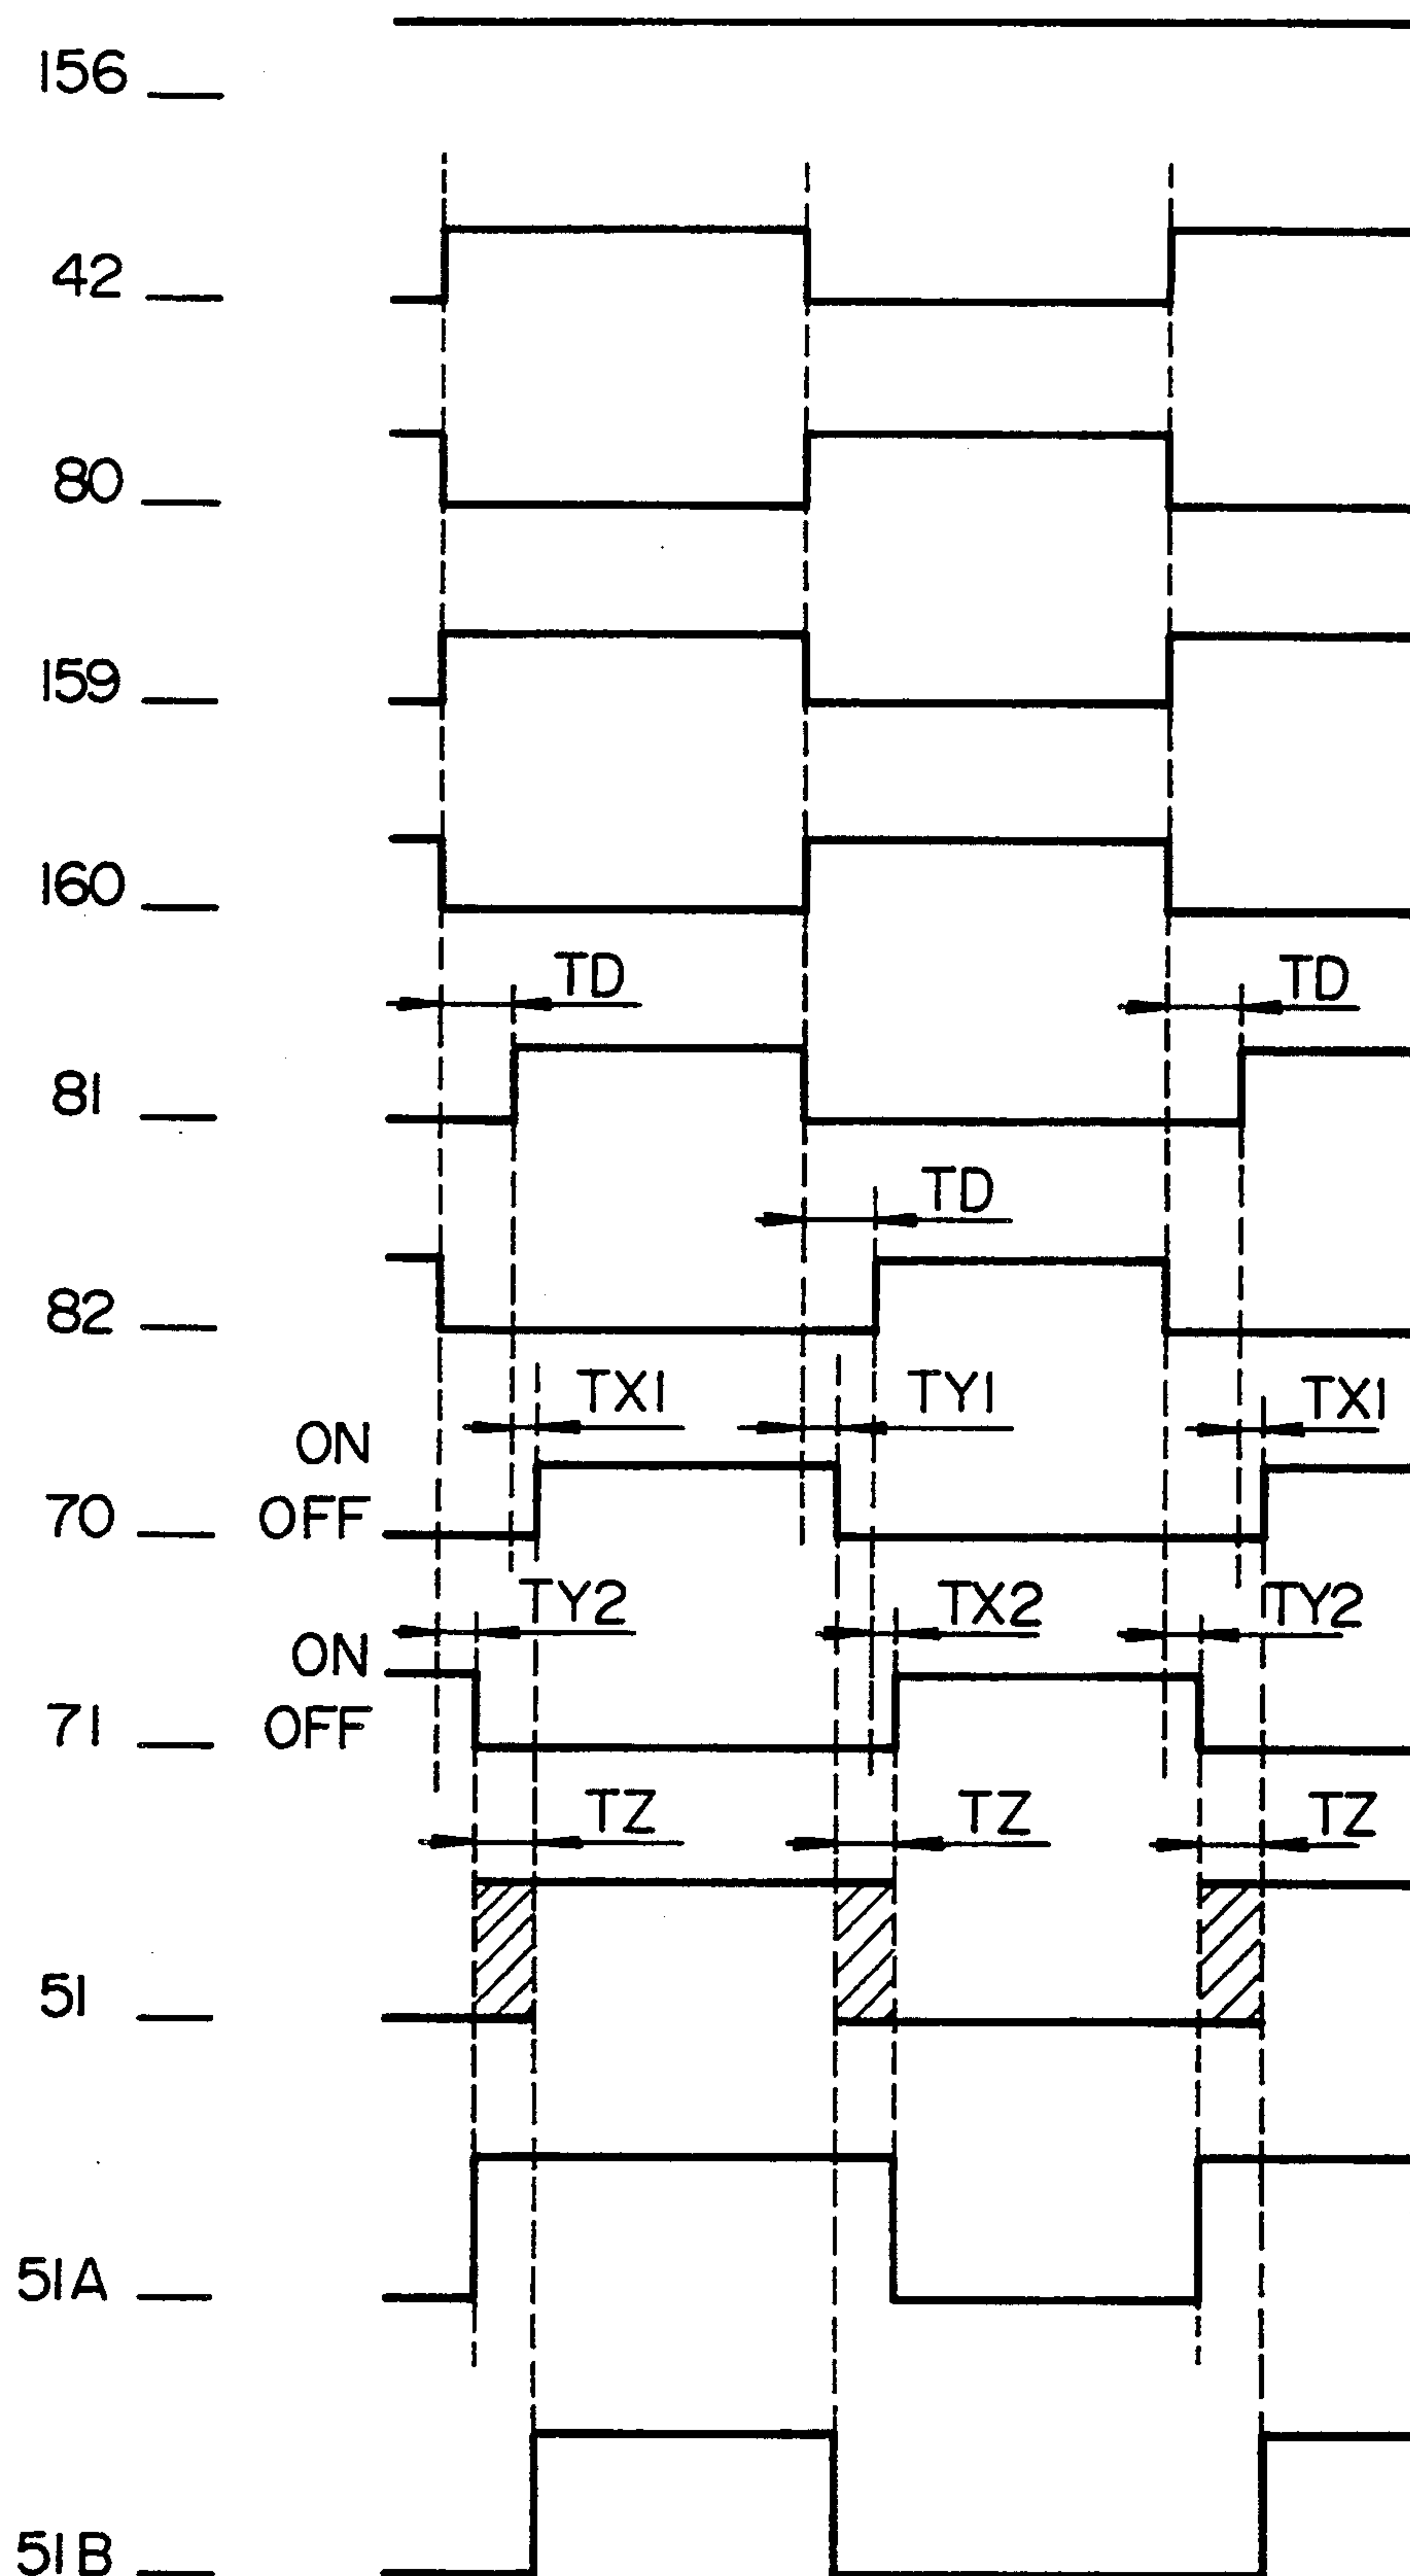 156
42
80
159
160
TD TD
81
TD
82
TX1 TY1 TX1
ON
70 OFF
TY2 TX2 TY2
ON
71 OFF
TZ TZ TZ
51
51A
51B